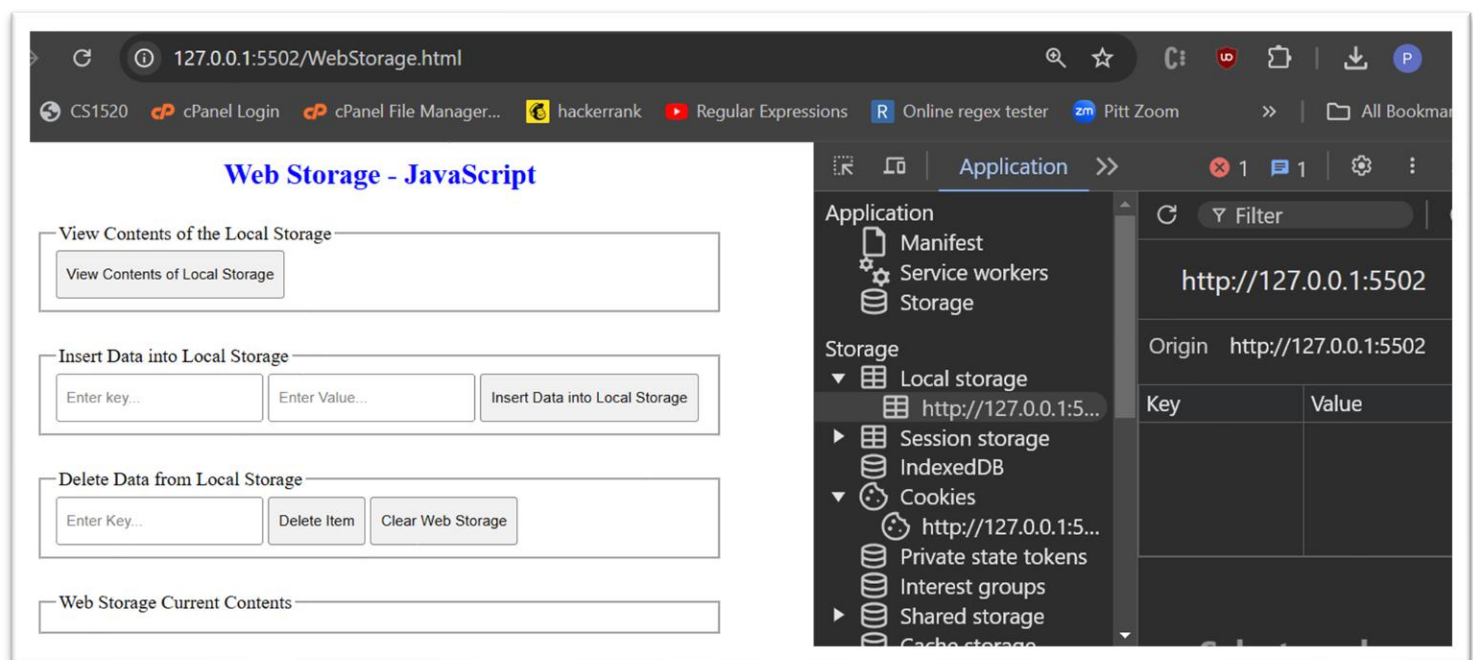 127.0.0.1:5502/WebStorage.html
P
CS1520 cPanel Login cPanel File Manager... hackerrank Regular Expressions R Online regex tester zm Pitt Zoom » All Bookmar
Web Storage - JavaScript
View Contents of the Local Storage
View Contents of Local Storage
Insert Data into Local Storage
Enter key... Enter Value... Insert Data into Local Storage
Delete Data from Local Storage
Enter Key... Delete Item Clear Web Storage
Web Storage Current Contents
Application 1 1
Application
Manifest
Service workers
Storage
Storage
Local storage
http://127.0.0.1:5...
Session storage
IndexedDB
Cookies
http://127.0.0.1:5...
Private state tokens
Interest groups
Shared storage
Cache storage
Filter
http://127.0.0.1:5502
Origin http://127.0.0.1:5502
Key Value